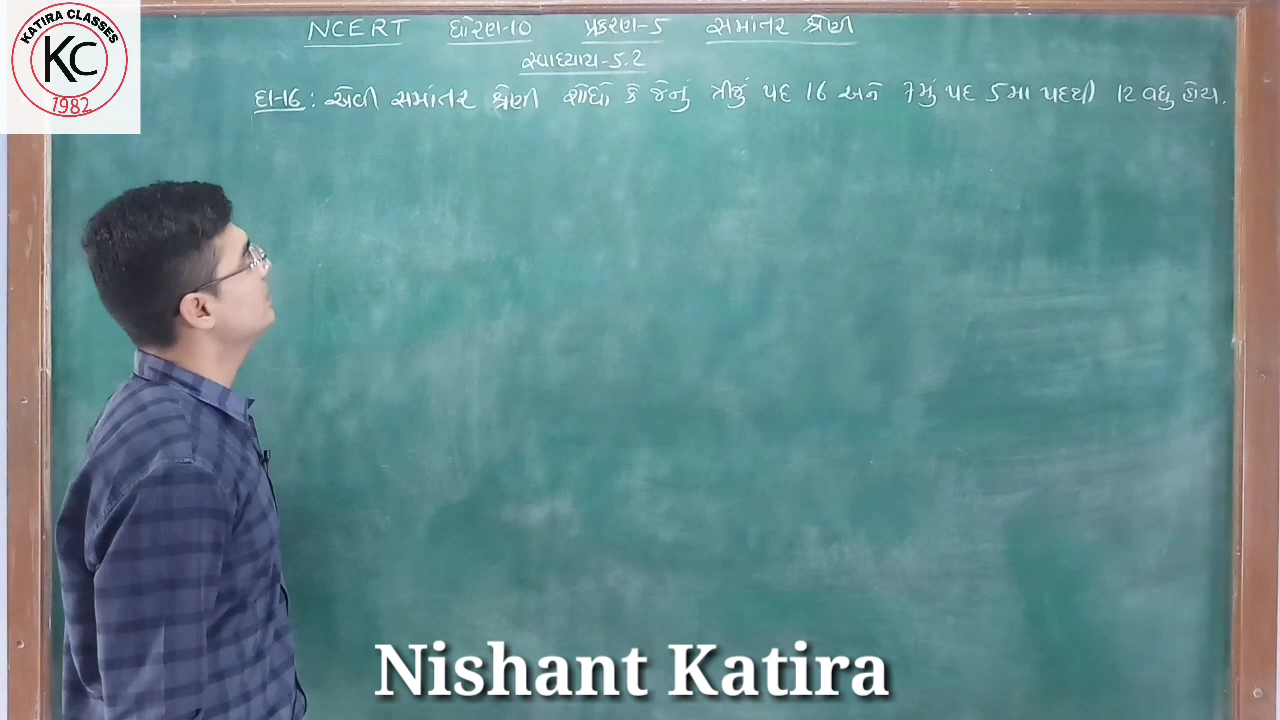 KATIRA CLASSES
KC
1982
NCERT ધોરણ-10 પ્રકરણ-5 સમાંતર શ્રેણી
સ્વાધ્યાય-5.2
દા-16 : એવી સમાંતર શ્રેણી શોધો કે જેનું ત્રીજું પદ 16 અને 7મું પદ 5મા પદથી 12 વધુ હોય.
Nishant Katira